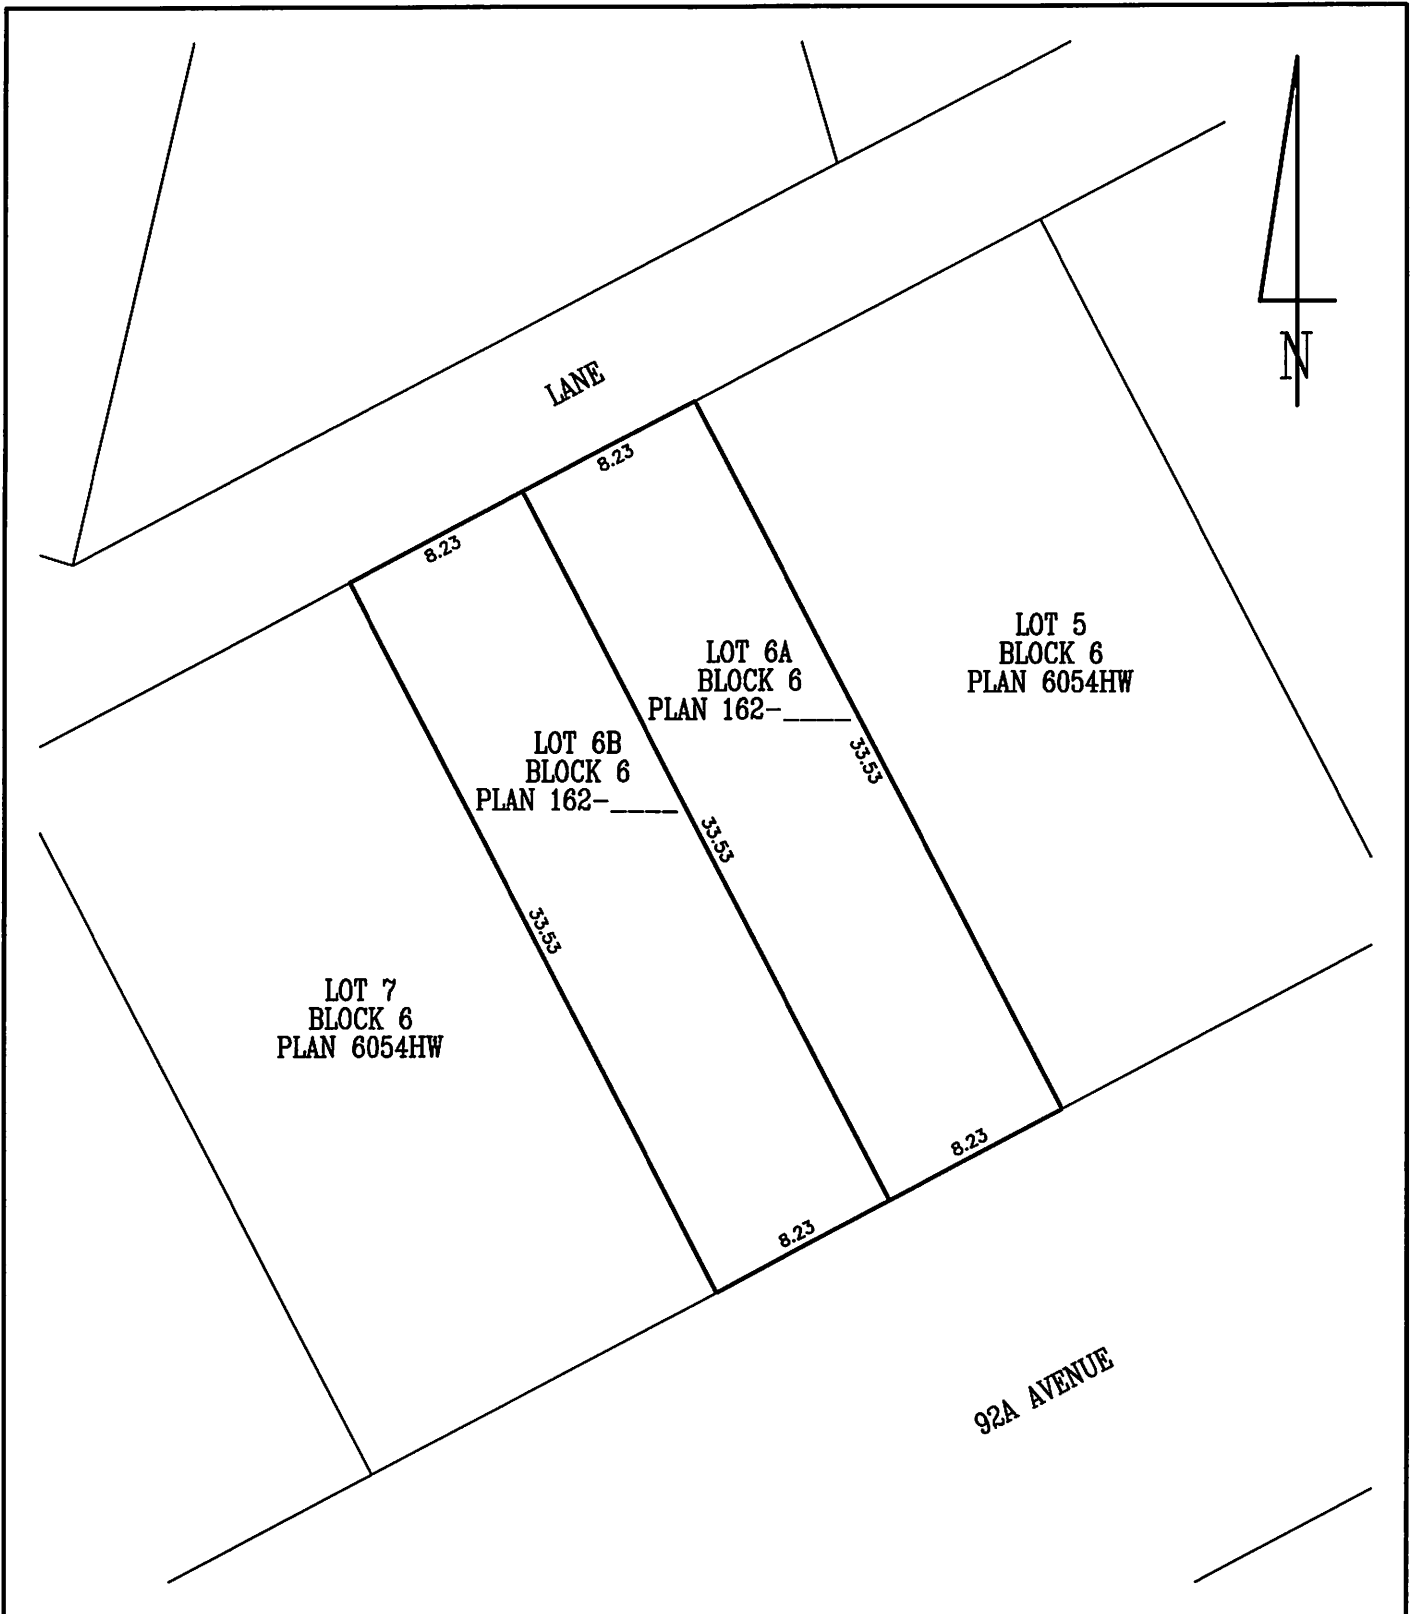 N
LANE
8.23
8.23
LOT 5
BLOCK 6
PLAN 6054HW
LOT 6A
BLOCK 6
PLAN 162-____
33.53
LOT 6B
BLOCK 6
PLAN 162-____
33.53
33.53
LOT 7
BLOCK 6
PLAN 6054HW
8.23
8.23
92A AVENUE